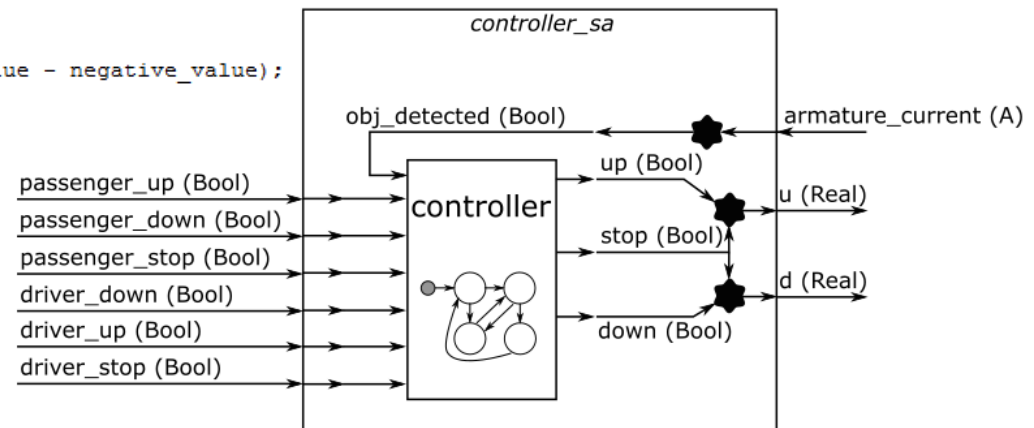 controller_sa
- negative_value);
obj_detected (Bool)
armature_current (A)
up (Bool)
passenger_up (Bool)
controller
u (Real)
passenger_down (Bool)
stop (Bool)
passenger_stop (Bool)
d (Real)
driver_down (Bool)
down (Bool)
driver_up (Bool)
driver_stop (Bool)